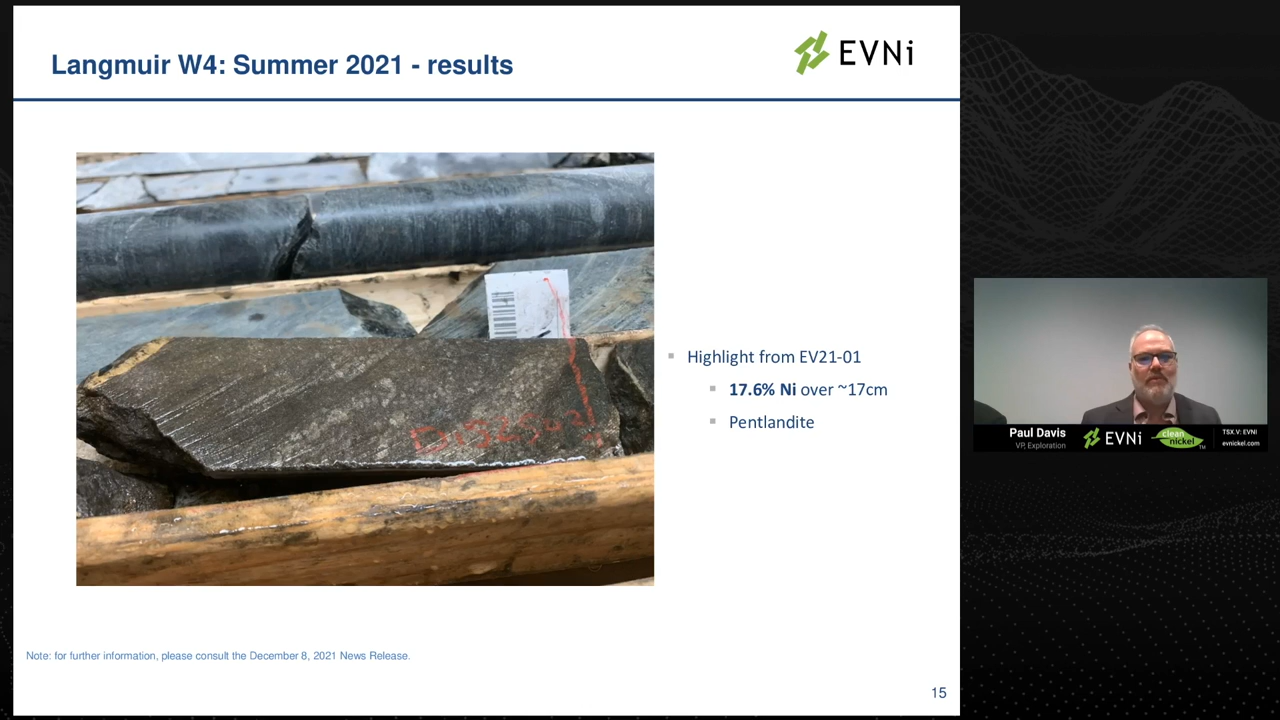 Langmuir W4: Summer 2021 - results
EVNi
Highlight from EV21-01
17.6% Ni over ~17cm
Pentlandite
Note: for further information, please consult the December 8, 2021 News Release.
15
Paul Davis
VP, Exploration
EVNi
clean nickel™
TSX.V: EVNI
evnickel.com